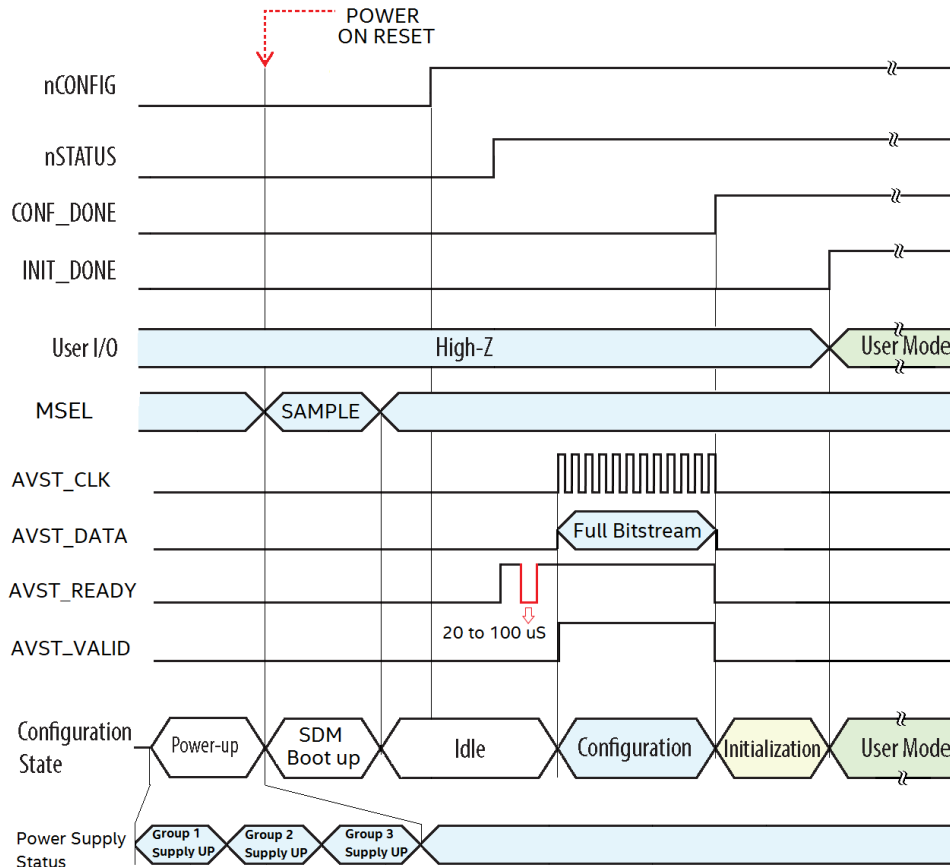 POWER
ON RESET
nCONFIG
nSTATUS
CONF_DONE
INIT_DONE
User I/O
High-Z
User Mode
MSEL
SAMPLE
AVST_CLK
AVST_DATA
Full Bitstream
AVST_READY
20 to 100 uS
AVST_VALID
Configuration
State
Power-up
SDM
Boot up
Idle
Configuration
Initialization
User Mode
Power Supply
Status
Group 1
Supply UP
Group 2
Supply UP
Group 3
Supply UP